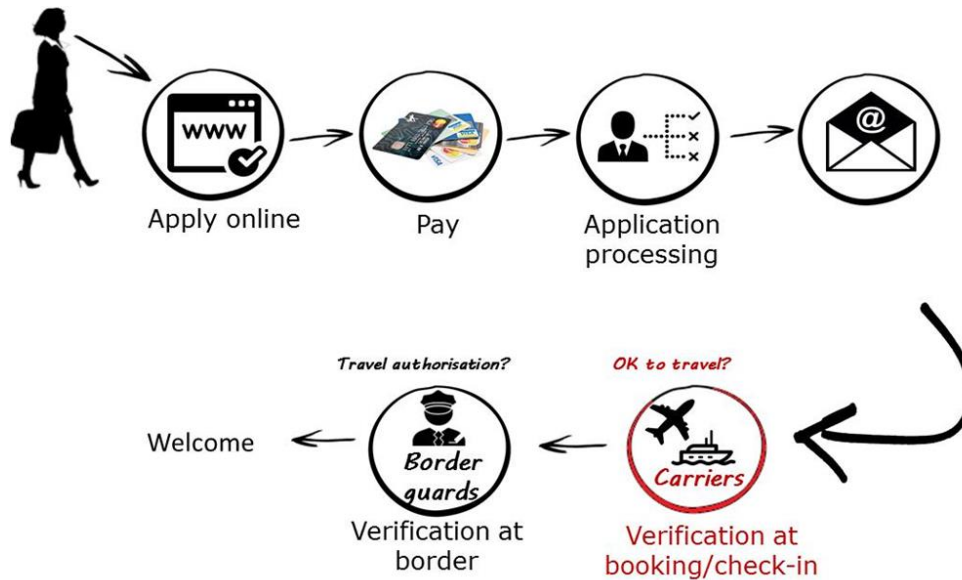 www
@
Apply online
Pay
Application
processing
Travel authorisation?
OK to travel?
Welcome
Border
guards
Carriers
Verification at
border
Verification at
booking/check-in